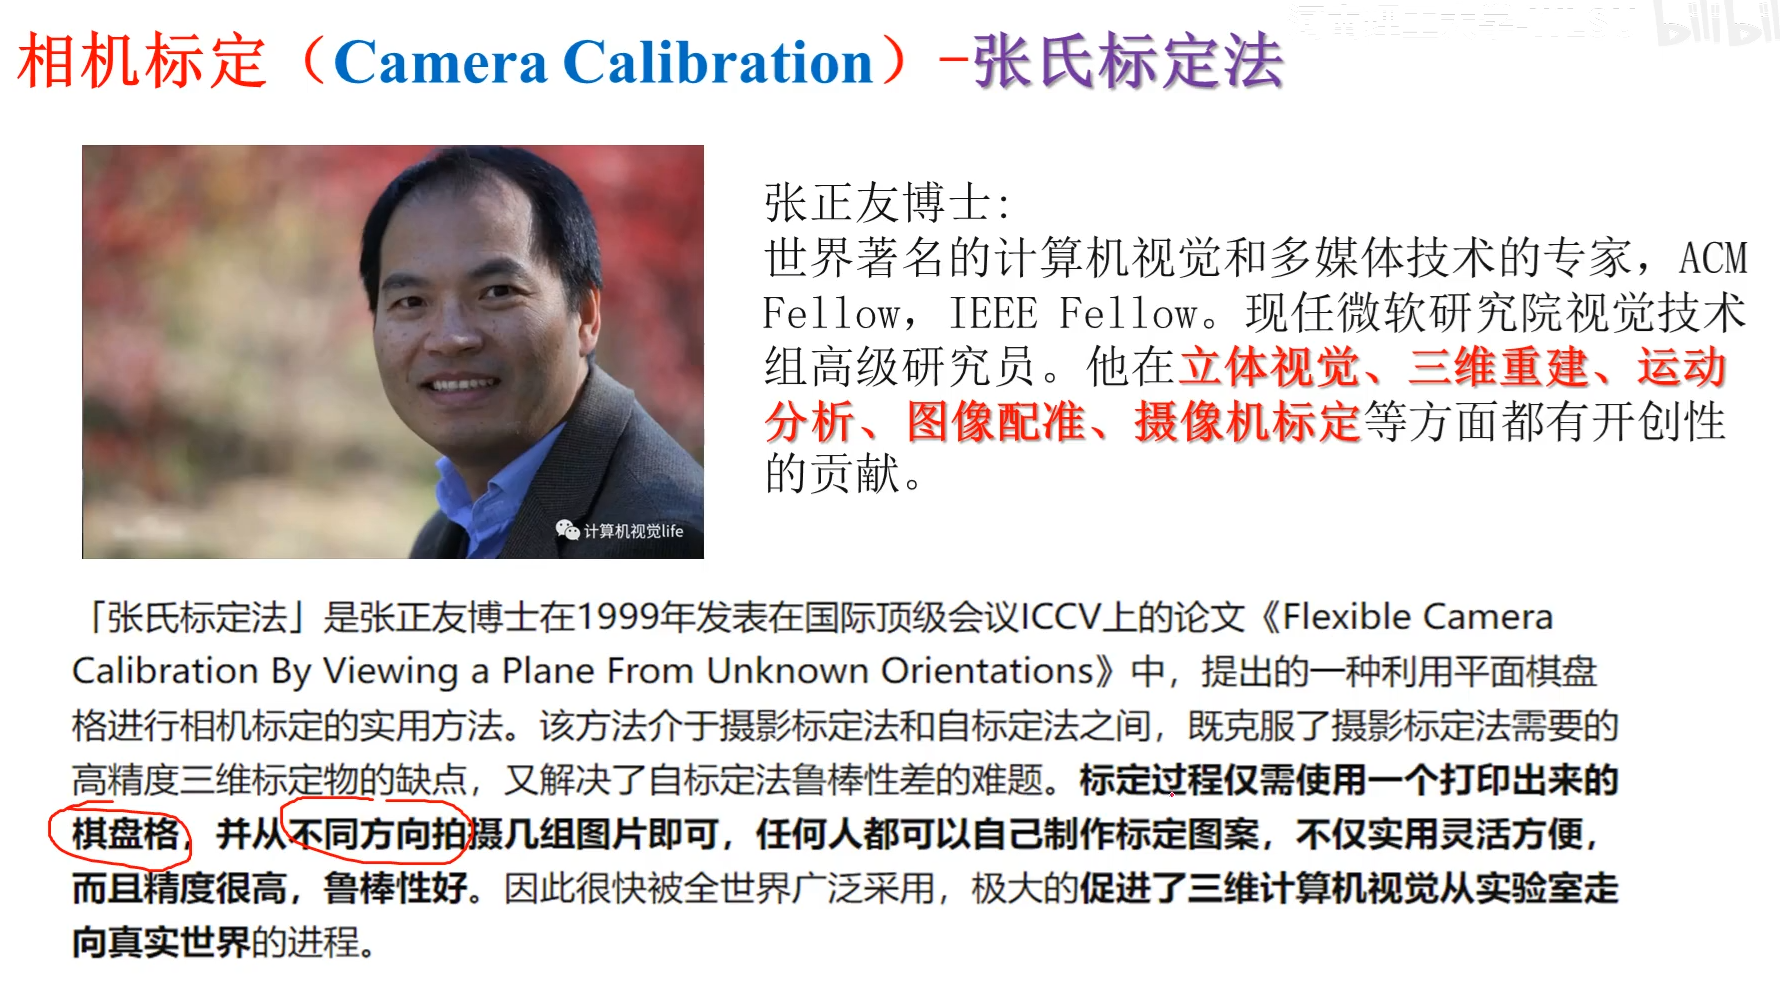 相机标定（Camera Calibration）-张氏标定法
张正友博士:
世界著名的计算机视觉和多媒体技术的专家，ACM
Fellow，IEEE Fellow。现任微软研究院视觉技术
组高级研究员。他在立体视觉、三维重建、运动
分析、图像配准、摄像机标定等方面都有开创性
的贡献。
计算机视觉life
「张氏标定法」是张正友博士在1999年发表在国际顶级会议ICCV上的论文《Flexible Camera
Calibration By Viewing a Plane From Unknown Orientations》中，提出的一种利用平面棋盘
格进行相机标定的实用方法。该方法介于摄影标定法和自标定法之间，既克服了摄影标定法需要的
高精度三维标定物的缺点，又解决了自标定法鲁棒性差的难题。标定过程仅需使用一个打印出来的
棋盘格，并从不同方向拍摄几组图片即可，任何人都可以自己制作标定图案，不仅实用灵活方便，
而且精度很高，鲁棒性好。因此很快被全世界广泛采用，极大的促进了三维计算机视觉从实验室走
向真实世界的进程。